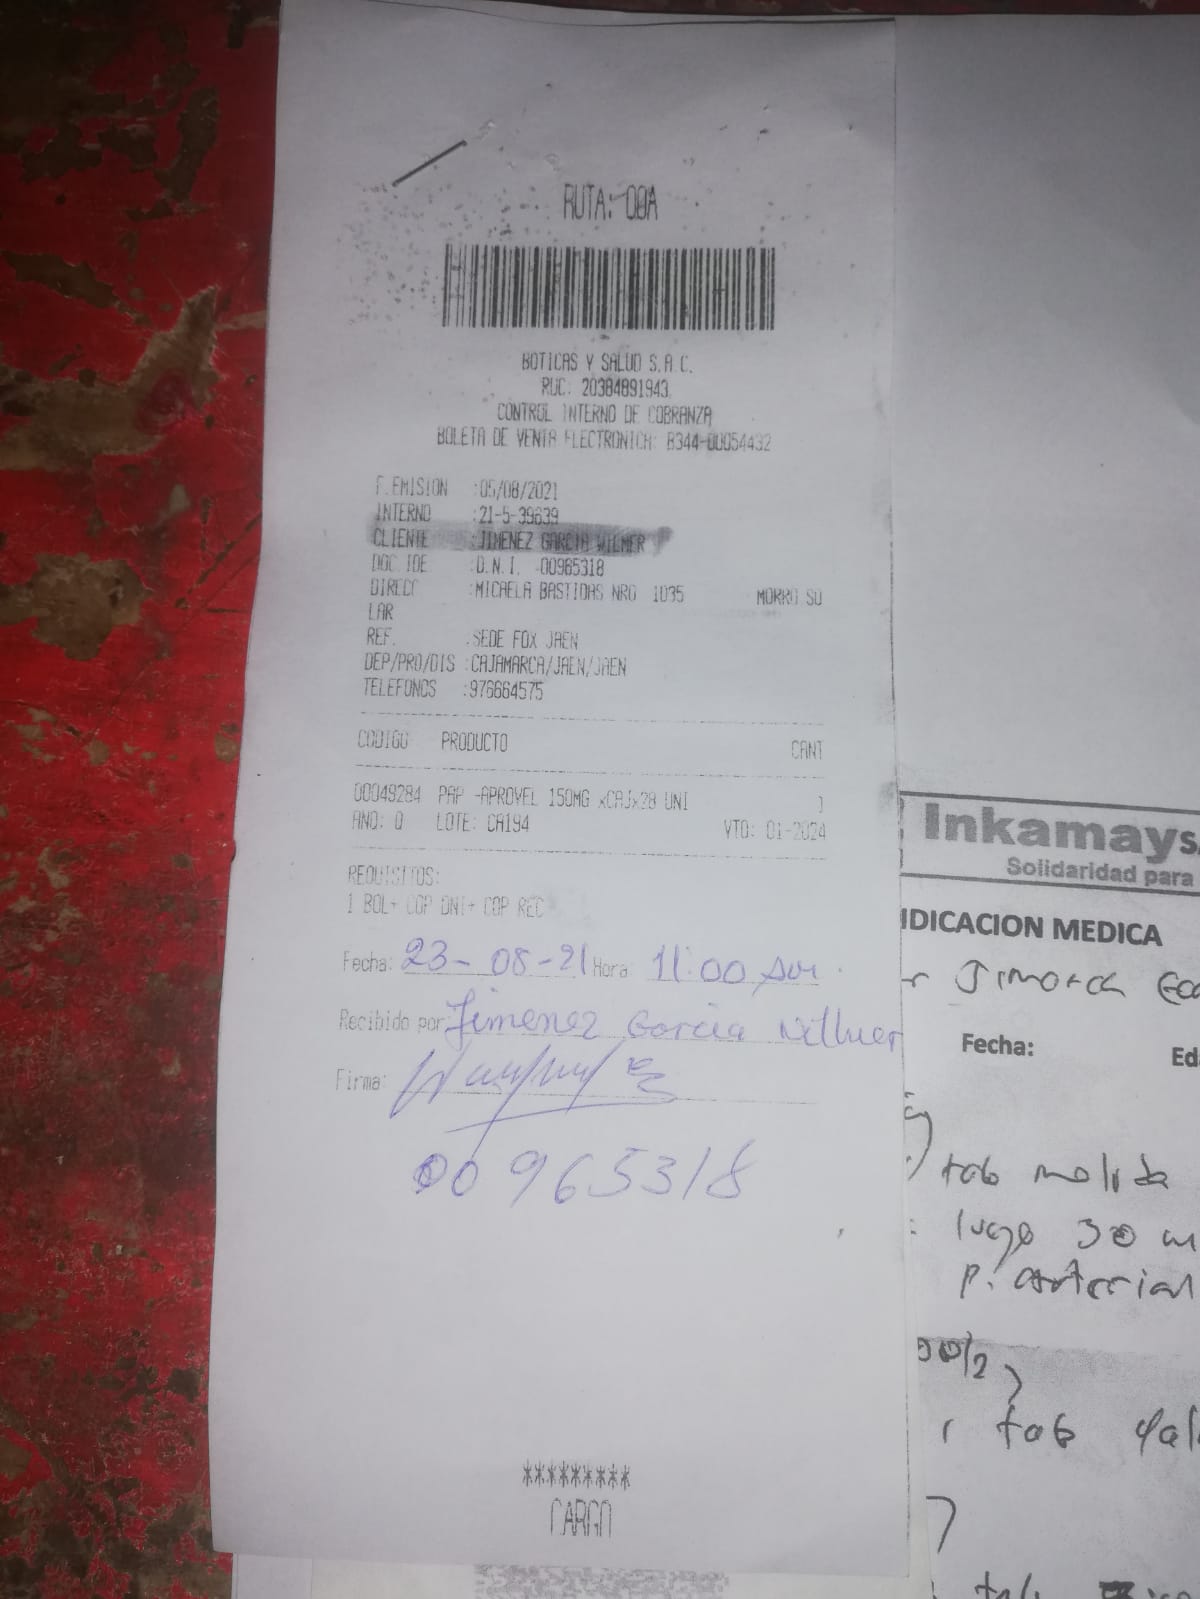 RUTA: 00A
BOTICAS Y SALUD S.A.C.
RUC: 20384891943
CONTROL INTERNO DE COBRANZA
BOLETA DE VENTA ELECTRONICA: B344-00054432
F.EMISION :05/08/2021
INTERNO :21-5-39639
CLIENTE :JIMENEZ GARCIA WILMER
DOC.IDE :D.N.I. -00965318
DIRECC :MICAELA BASTIDAS NRO 1035 MORRO SO
LAR
REF. :SEDE FOX JAEN
DEP/PRO/DIS :CAJAMARCA/JAEN/JAEN
TELEFONOS :976664575
CODIGO PRODUCTO CANT
00049284 PAP -APROVEL 150MG xCAJx28 UNI
ANO: 0 LOTE: CA194 VTO: 01-2024
REQUISITOS:
1 BOL+ COP DNI+ COP REC
Fecha: 23-08-21 Hora: 11:00 am.
Recibido por: Jimenez Garcia Wilmer
Firma:
00965318
*********
CARGO
Inkamays
Solidaridad para
DICACION MEDICA
Fecha:
Ed
tab molida
luego 30 m
p. arterial
1 tab